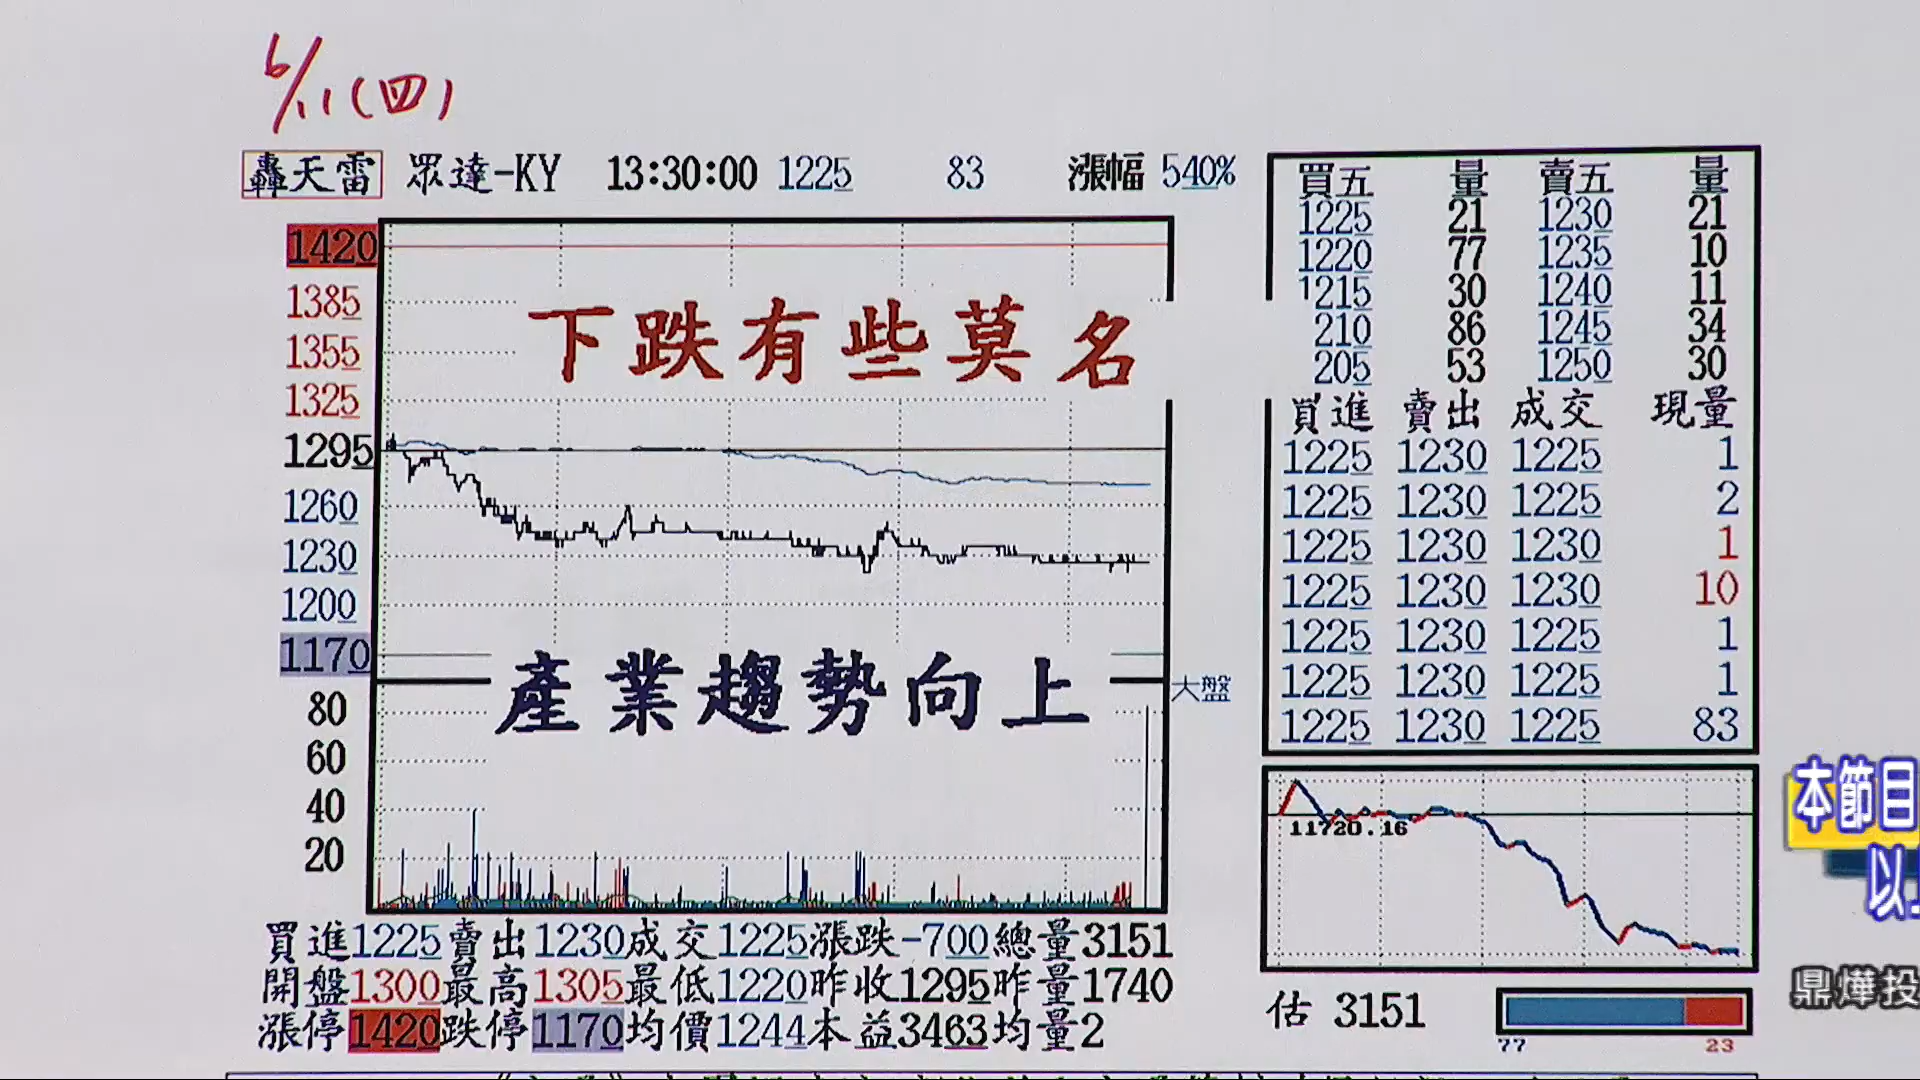 6/11(四)
轟天雷 眾達-KY 13:30:00 1225 83 漲幅 540%
買五 量 賣五 量
1225 21 1230 21
1220 77 1235 10
1215 30 1240 11
210 86 1245 34
205 53 1250 30
買進 賣出 成交 現量
1225 1230 1225 1
1225 1230 1225 2
1225 1230 1230 1
1225 1230 1230 10
1225 1230 1225 1
1225 1230 1225 1
1225 1230 1225 83
1420
1385
1355
1325
1295
1260
1230
1200
1170
80
60
40
20
下跌有些莫名
產業趨勢向上
大盤
11720.16
買進1225賣出1230成交1225漲跌-700總量3151
開盤1300最高1305最低1220昨收1295昨量1740
漲停1420跌停1170均價1244本益3463均量2
估 3151
77 23
本節目
以
鼎燁投